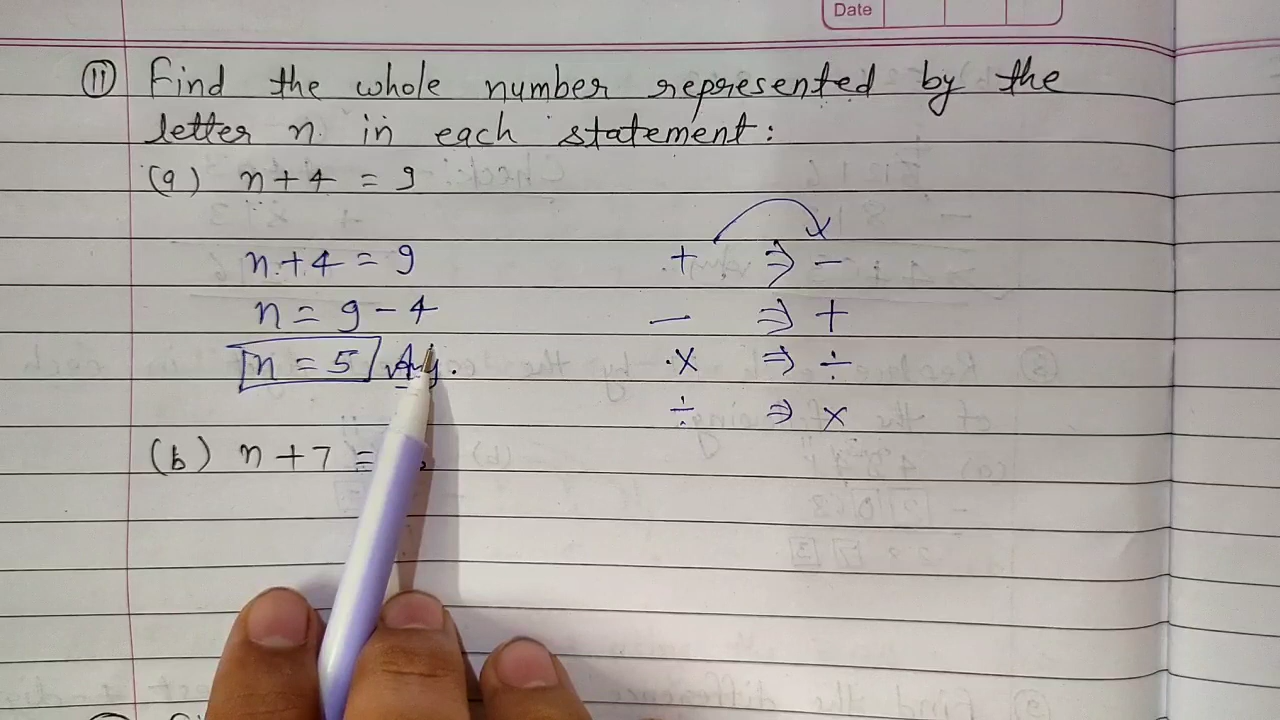 Date
(11) Find the whole number represented by the
letter n in each statement:
(a) n + 4 = 9
n + 4 = 9
n = 9 - 4
n = 5
+ ⇒ -
- ⇒ +
× ⇒ ÷
÷ ⇒ ×
(b) n + 7 =